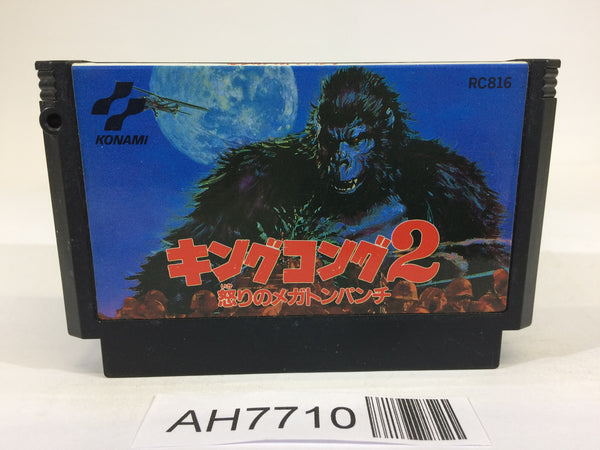 RC816
KONAMI
キングコング2
怒りのメガトンパンチ
AH7710